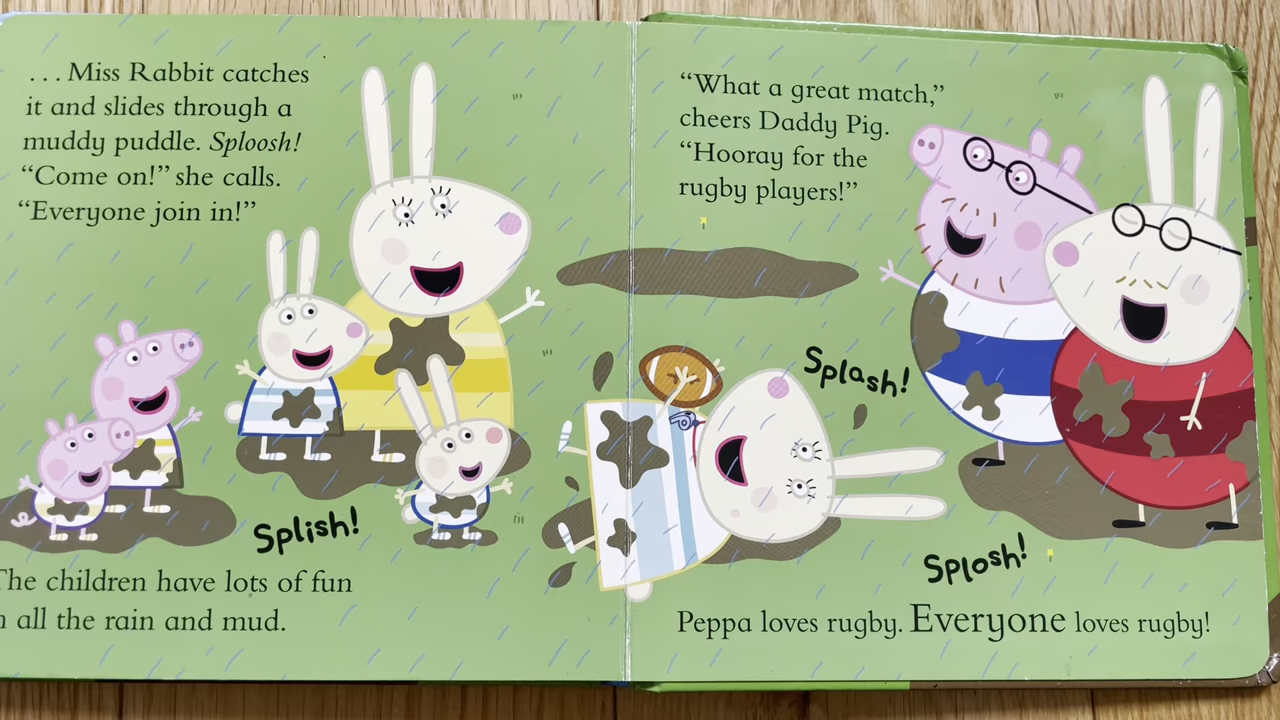 ... Miss Rabbit catches
it and slides through a
muddy puddle. Sploosh!
“Come on!” she calls.
“Everyone join in!”
Splish!
The children have lots of fun
all the rain and mud.
“What a great match,”
cheers Daddy Pig.
“Hooray for the
rugby players!”
Splash!
Splosh!
Peppa loves rugby. Everyone loves rugby!